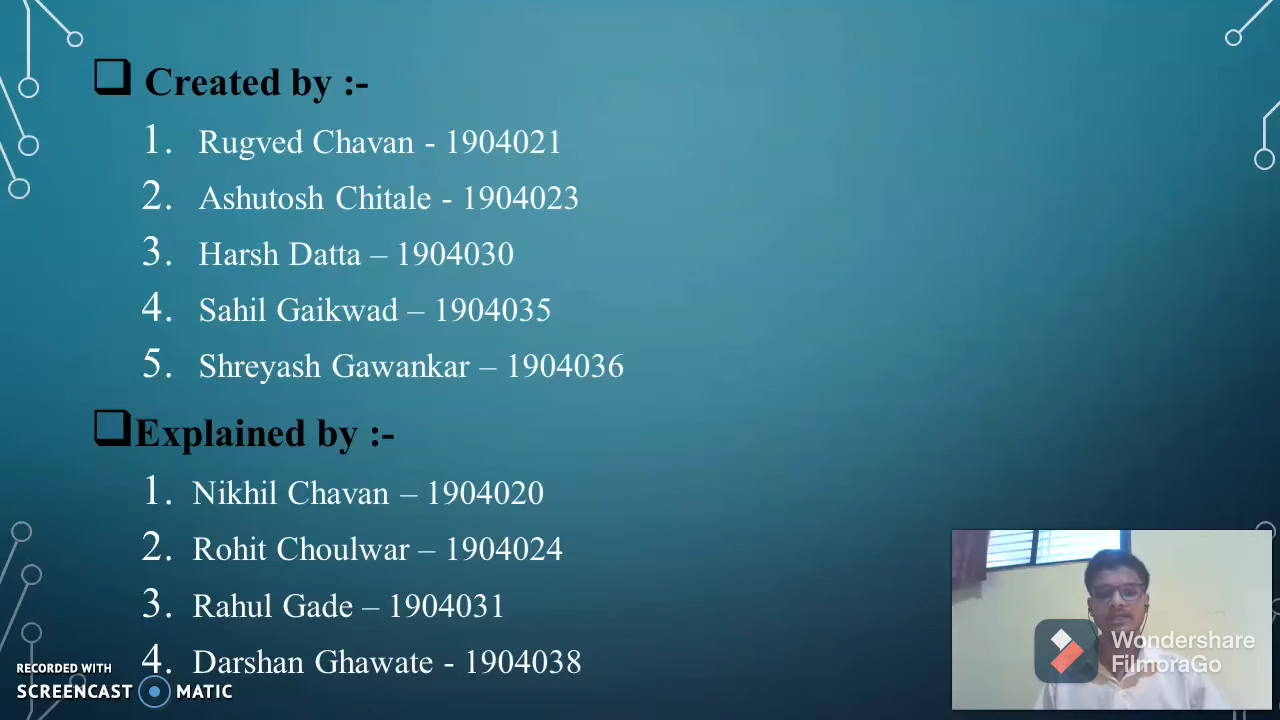 Created by :-
1. Rugved Chavan - 1904021
2. Ashutosh Chitale - 1904023
3. Harsh Datta – 1904030
4. Sahil Gaikwad – 1904035
5. Shreyash Gawankar – 1904036
Explained by :-
1. Nikhil Chavan – 1904020
2. Rohit Choulwar – 1904024
3. Rahul Gade – 1904031
4. Darshan Ghawate - 1904038
RECORDED WITH
SCREENCAST MATIC
Wondershare
FilmoraGo